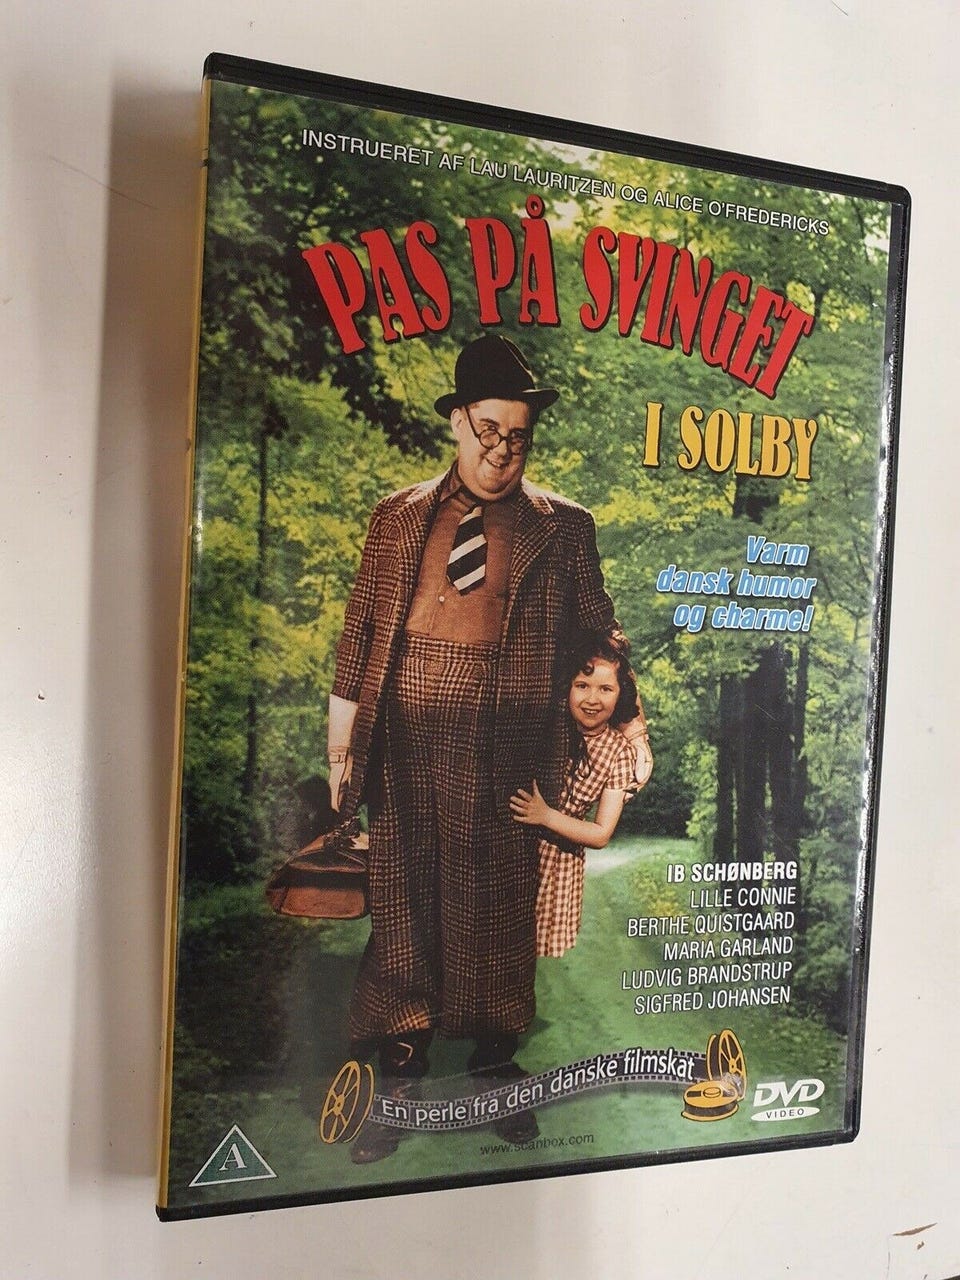 INSTRUERET AF LAU LAURITZEN OG ALICE O'FREDERICKS
PAS PÅ SVINGET
I SOLBY
Varm
dansk humor
og charme!
IB SCHØNBERG
LILLE CONNIE
BERTHE QUISTGAARD
MARIA GARLAND
LUDVIG BRANDSTRUP
SIGFRED JOHANSEN
En perle fra den danske filmskat
DVD
VIDEO
www.scanbox.com
A